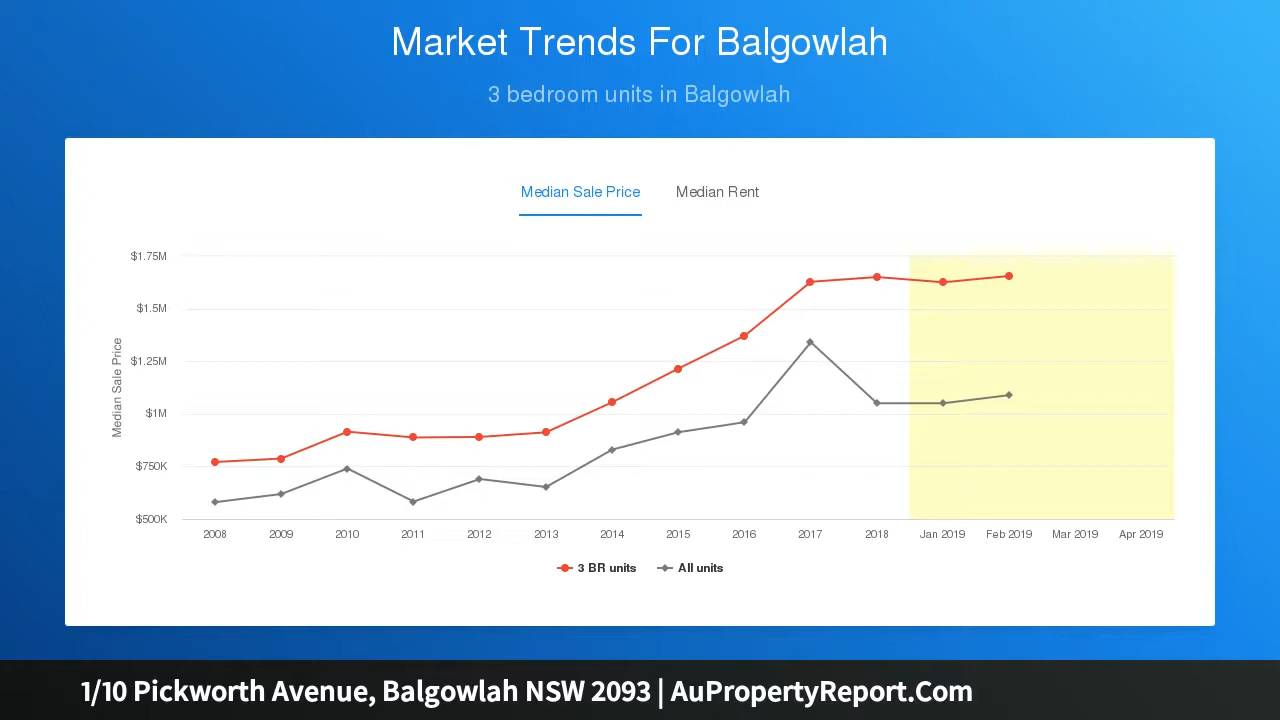 Market Trends For Balgowlah
3 bedroom units in Balgowlah
Median Sale Price Median Rent
Median Sale Price
$1.75M
$1.5M
$1.25M
$1M
$750K
$500K
2008 2009 2010 2011 2012 2013 2014 2015 2016 2017 2018 Jan 2019 Feb 2019 Mar 2019 Apr 2019
3 BR units All units
1/10 Pickworth Avenue, Balgowlah NSW 2093 | AuPropertyReport.Com